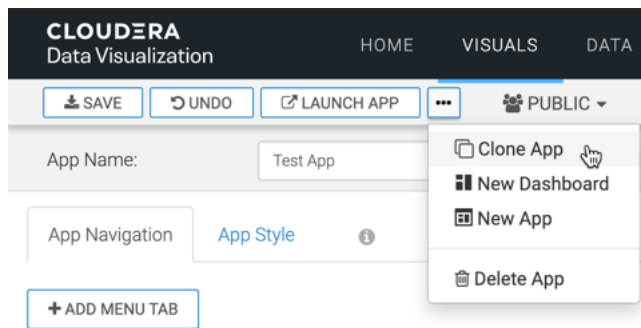 CLOUDERA
Data Visualization
HOME VISUALS DATA
SAVE UNDO LAUNCH APP ... PUBLIC
App Name: Test App
Clone App
New Dashboard
New App
Delete App
App Navigation App Style
+ ADD MENU TAB